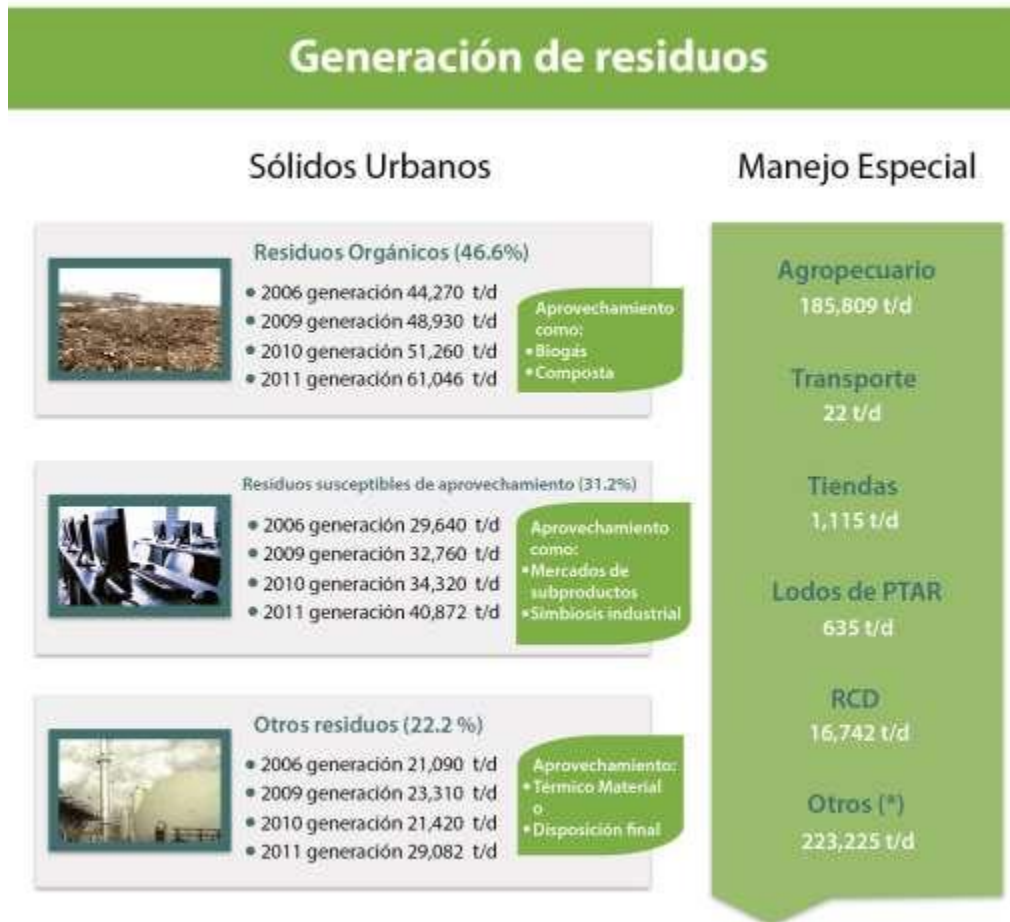 Generación de residuos
Sólidos Urbanos
Residuos Orgánicos (46.6%)
• 2006 generación 44,270 t/d
• 2009 generación 48,930 t/d
• 2010 generación 51,260 t/d
• 2011 generación 61,046 t/d
Aprovechamiento
como:
• Biogás
• Composta
Residuos susceptibles de aprovechamiento (31.2%)
• 2006 generación 29,640 t/d
• 2009 generación 32,760 t/d
• 2010 generación 34,320 t/d
• 2011 generación 40,872 t/d
Aprovechamiento
como:
• Mercados de
subproductos
• Simbiosis industrial
Otros residuos (22.2 %)
• 2006 generación 21,090 t/d
• 2009 generación 23,310 t/d
• 2010 generación 21,420 t/d
• 2011 generación 29,082 t/d
Aprovechamiento:
• Térmico Material
o
• Disposición final
Manejo Especial
Agropecuario
185,809 t/d
Transporte
22 t/d
Tiendas
1,115 t/d
Lodos de PTAR
635 t/d
RCD
16,742 t/d
Otros (*)
223,225 t/d